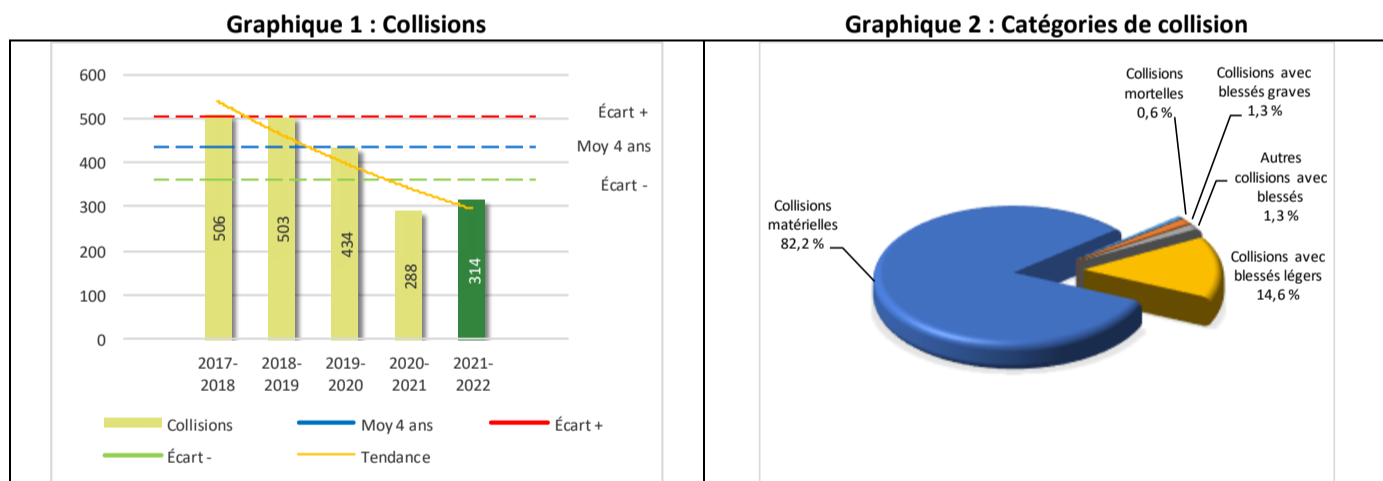 Graphique 1 : Collisions
600
500
400
300
200
100
0
Écart +
Moy 4 ans
Écart -
506
503
434
288
314
2017-
2018
2018-
2019
2019-
2020
2020-
2021
2021-
2022
Collisions
Moy 4 ans
Écart +
Écart -
Tendance
Graphique 2 : Catégories de collision
Collisions
mortelles
0,6 %
Collisions avec
blessés graves
1,3 %
Autres
collisions avec
blessés
1,3 %
Collisions
matérielles
82,2 %
Collisions avec
blessés légers
14,6 %